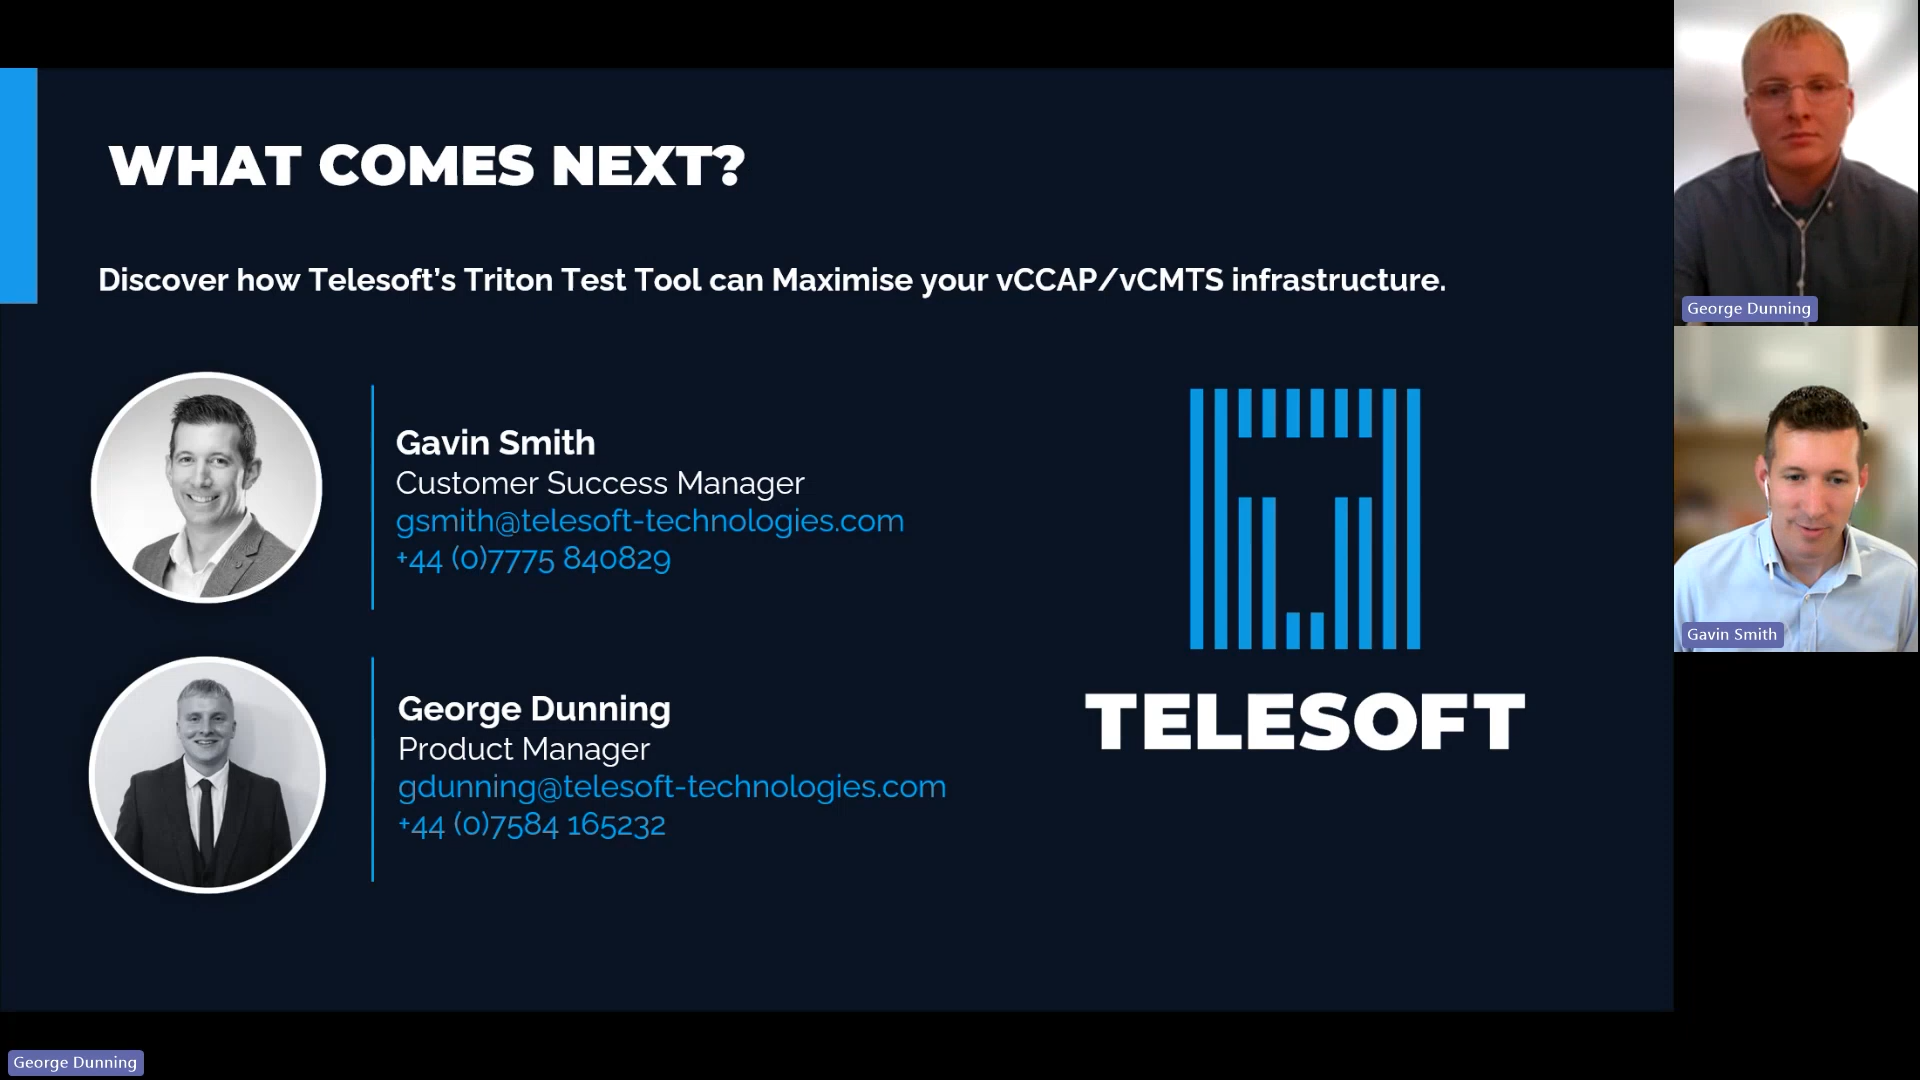 WHAT COMES NEXT?
Discover how Telesoft’s Triton Test Tool can Maximise your vCCAP/vCMTS infrastructure.
Gavin Smith
Customer Success Manager
gsmith@telesoft-technologies.com
+44 (0)7775 840829
George Dunning
Product Manager
gdunning@telesoft-technologies.com
+44 (0)7584 165232
TELESOFT
George Dunning
Gavin Smith
George Dunning